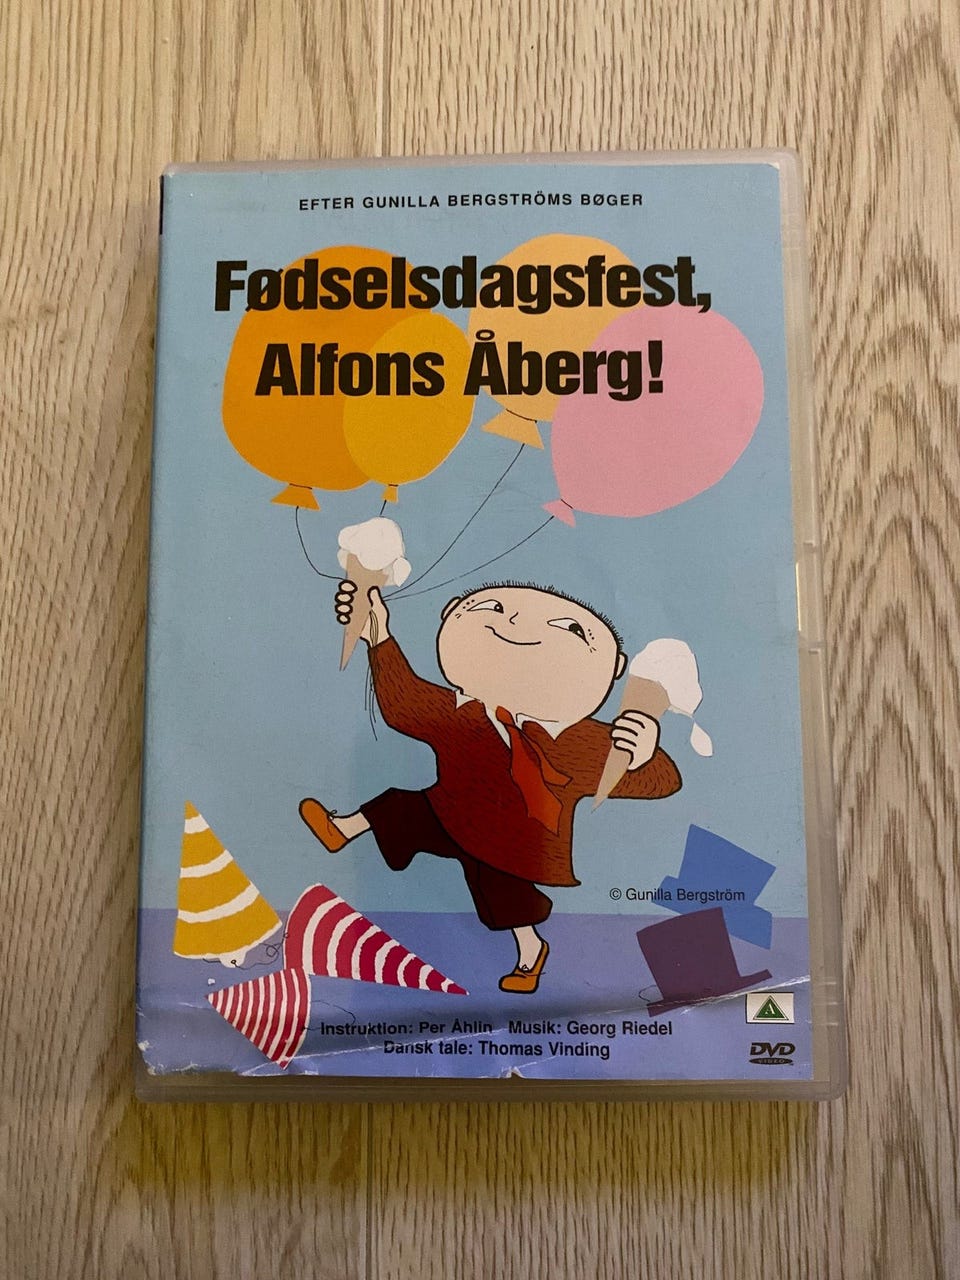 EFTER GUNILLA BERGSTRÖMS BØGER
Fødselsdagsfest,
Alfons Åberg!
© Gunilla Bergström
A
Instruktion: Per Åhlin Musik: Georg Riedel
Dansk tale: Thomas Vinding
DVD
VIDEO